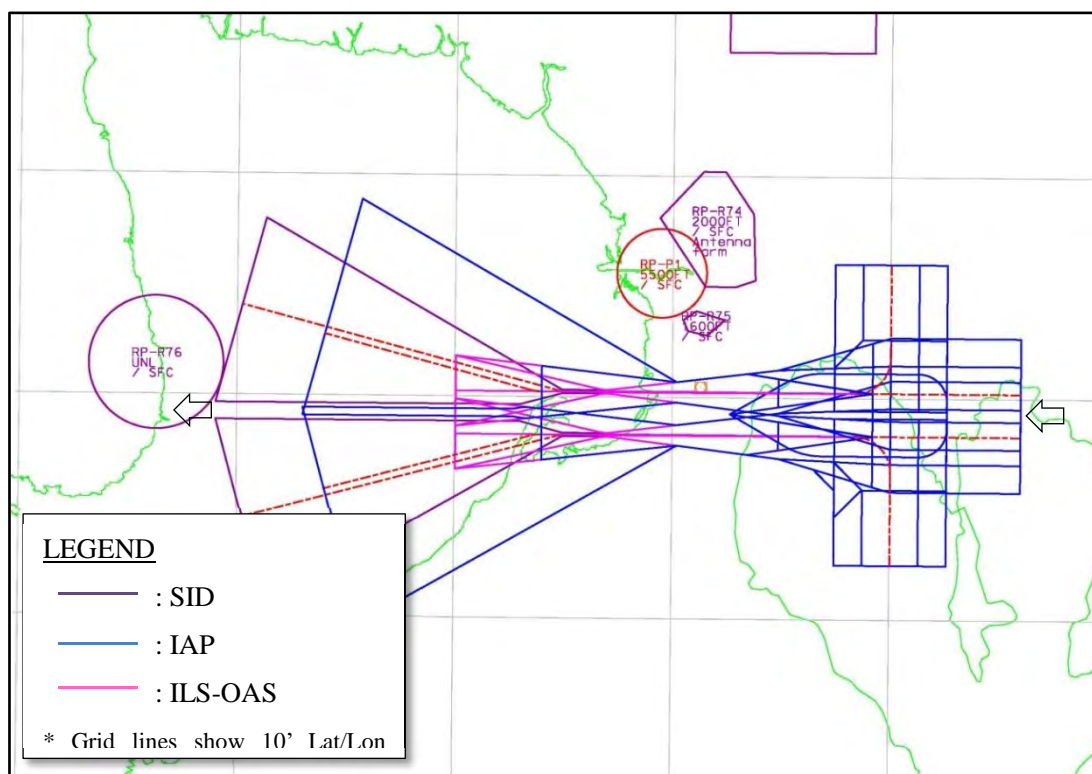 RP-R74
2000FT
/ SFC
Antenna
farm
RP-P1
5500FT
/ SFC
RP-R75
1600FT
/ SFC
RP-R76
UNL
/ SFC
LEGEND
: SID
: IAP
: ILS-OAS
* Grid lines show 10’ Lat/Lon